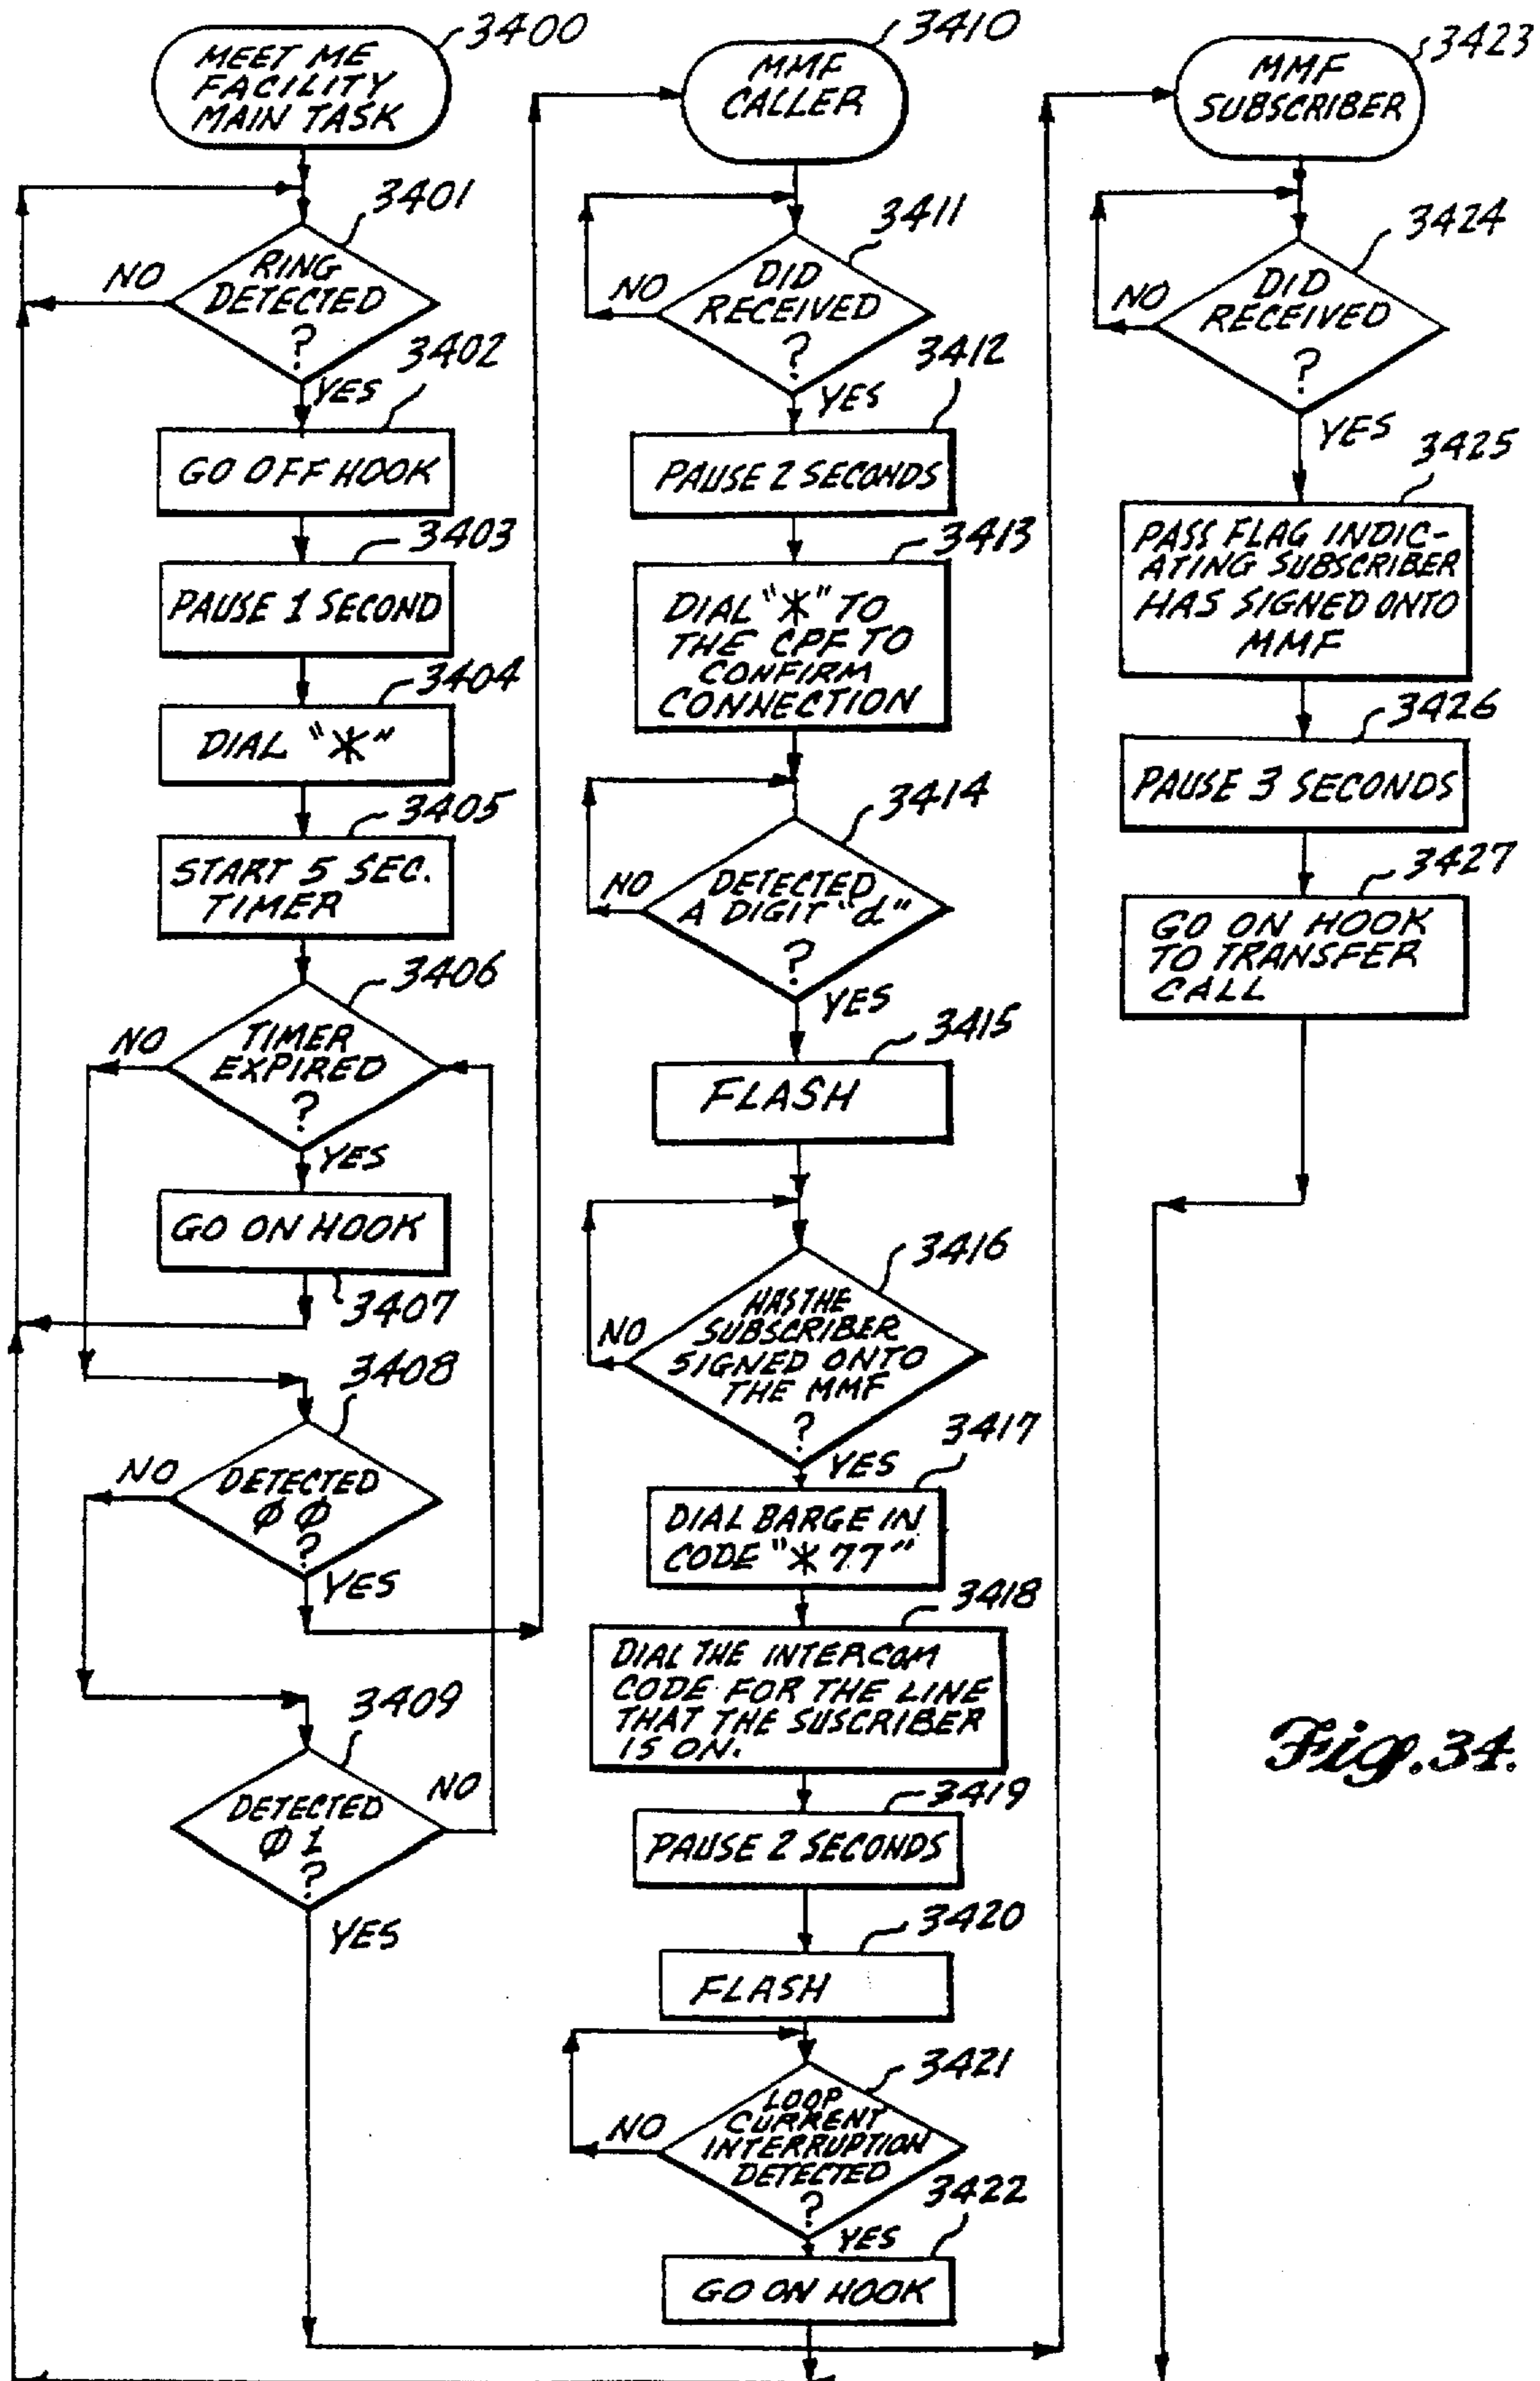 3400
MEET ME
FACILITY
MAIN TASK
3401
RING
DETECTED
?
NO
YES
3402
GO OFF HOOK
3403
PAUSE 1 SECOND
3404
DIAL "*"
3405
START 5 SEC.
TIMER
3406
TIMER
EXPIRED
?
NO
YES
GO ON HOOK
3407
3408
DETECTED
ØØ
?
NO
YES
3409
DETECTED
Ø1
?
NO
YES
3410
MMF
CALLER
3411
DID
RECEIVED
?
NO
YES
3412
PAUSE 2 SECONDS
3413
DIAL "*" TO
THE CPF TO
CONFIRM
CONNECTION
3414
DETECTED
A DIGIT "d"
?
NO
YES
3415
FLASH
3416
HAS THE
SUBSCRIBER
SIGNED ONTO
THE MMF
?
NO
YES
3417
DIAL BARGE IN
CODE "*77"
3418
DIAL THE INTERCOM
CODE FOR THE LINE
THAT THE SUSCRIBER
IS ON.
3419
PAUSE 2 SECONDS
3420
FLASH
3421
LOOP
CURRENT
INTERRUPTION
DETECTED
?
NO
YES
3422
GO ON HOOK
3423
MMF
SUBSCRIBER
3424
DID
RECEIVED
?
NO
YES
3425
PASS FLAG INDIC-
ATING SUBSCRIBER
HAS SIGNED ONTO
MMF
3426
PAUSE 3 SECONDS
3427
GO ON HOOK
TO TRANSFER
CALL
Fig. 34.